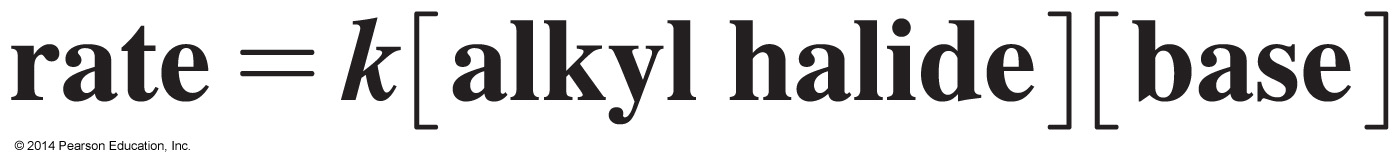 rate = k[alkyl halide][base]
© 2014 Pearson Education, Inc.